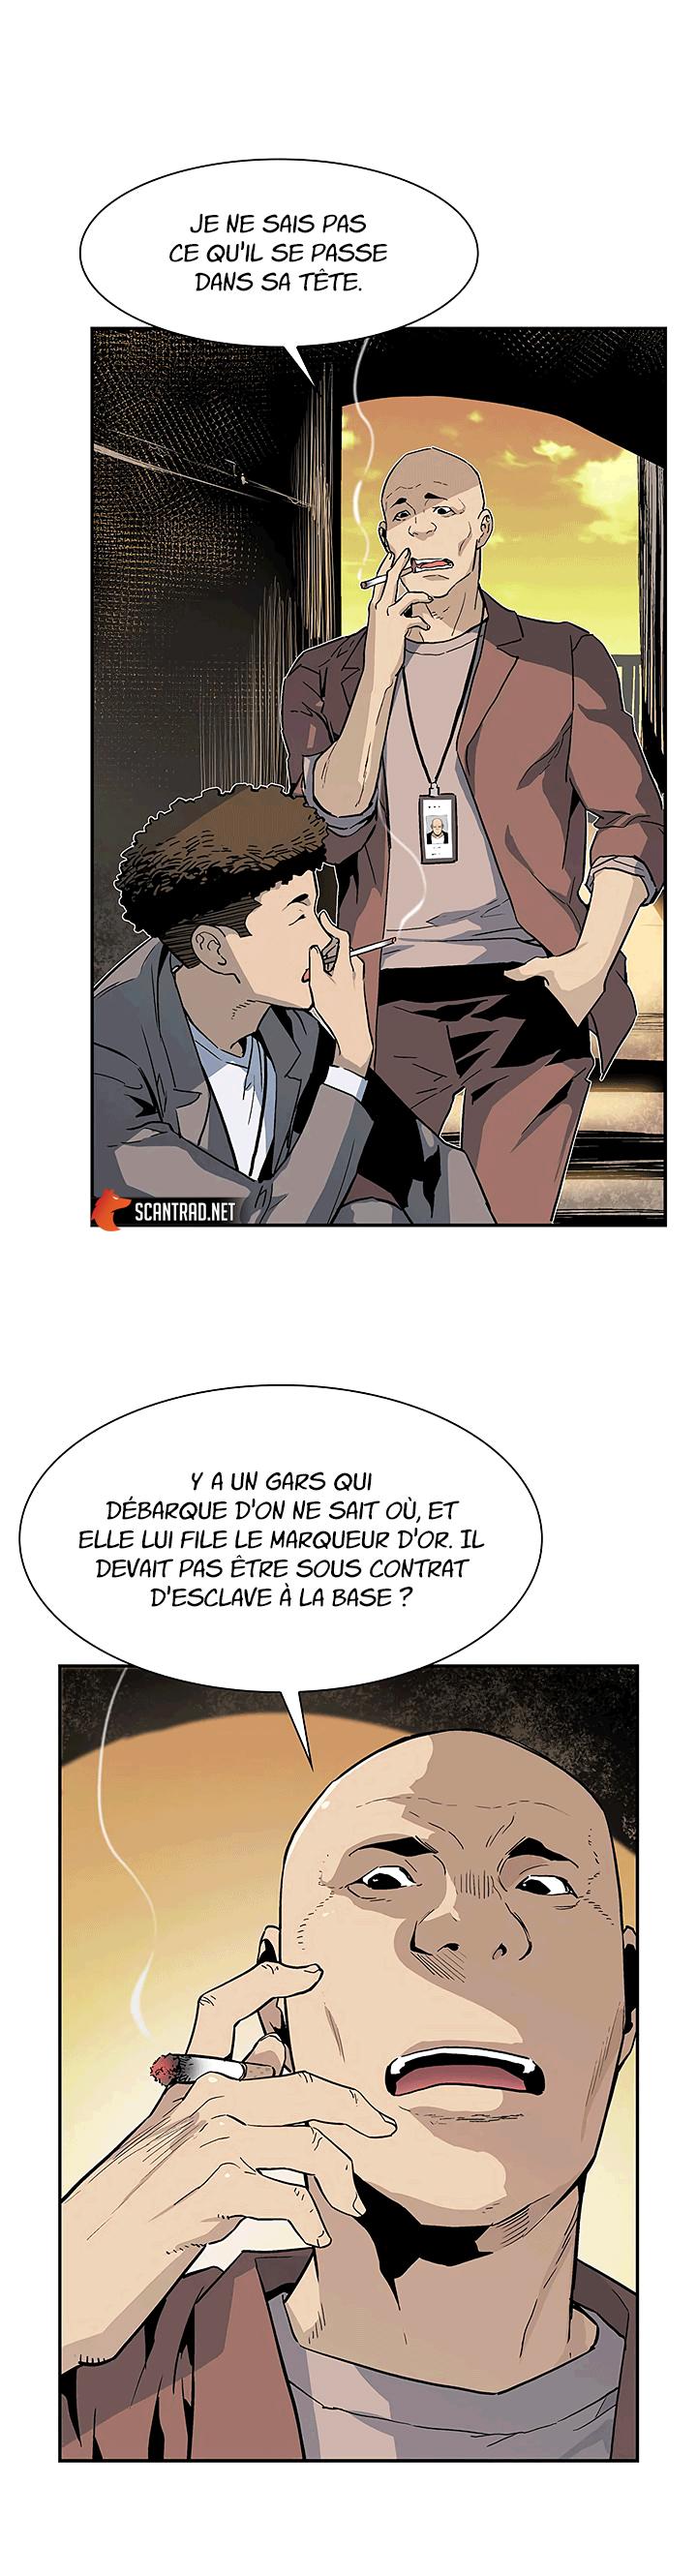 JE NE SAIS PAS
CE QU'IL SE PASSE
DANS SA TÊTE.
SCANTRAD.NET
Y A UN GARS QUI
DÉBARQUE D'ON NE SAIT OÙ, ET
ELLE LUI FILE LE MARQUEUR D'OR. IL
DEVAIT PAS ÊTRE SOUS CONTRAT
D'ESCLAVE À LA BASE ?